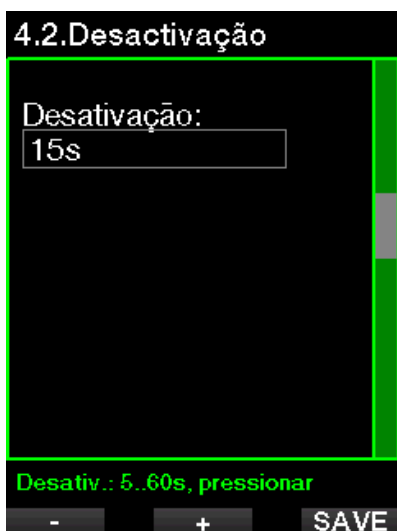 4.2.Desactivação
Desativação:
15s
Desativ.: 5..60s, pressionar
- + SAVE